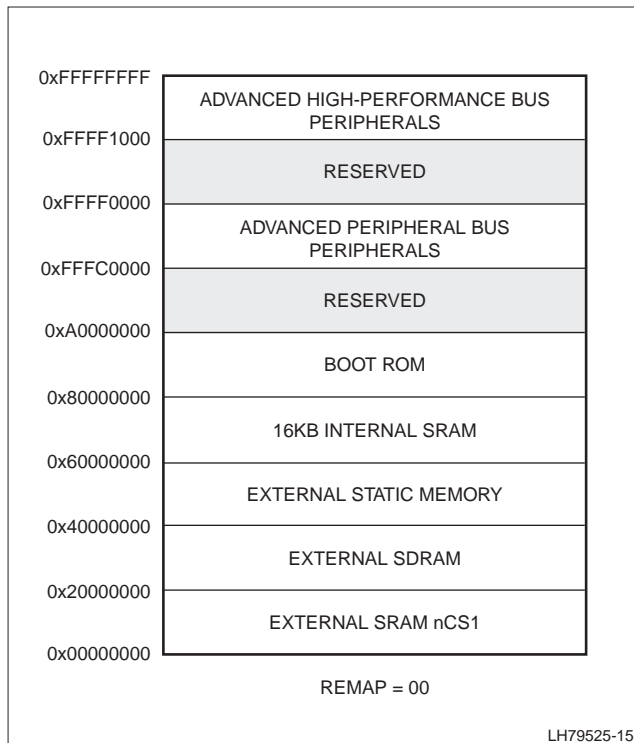 0xFFFFFFFF
ADVANCED HIGH-PERFORMANCE BUS
PERIPHERALS
0xFFFF1000
RESERVED
0xFFFF0000
ADVANCED PERIPHERAL BUS
PERIPHERALS
0xFFFC0000
RESERVED
0xA0000000
BOOT ROM
0x80000000
16KB INTERNAL SRAM
0x60000000
EXTERNAL STATIC MEMORY
0x40000000
EXTERNAL SDRAM
0x20000000
EXTERNAL SRAM nCS1
0x00000000
REMAP = 00
LH79525-15